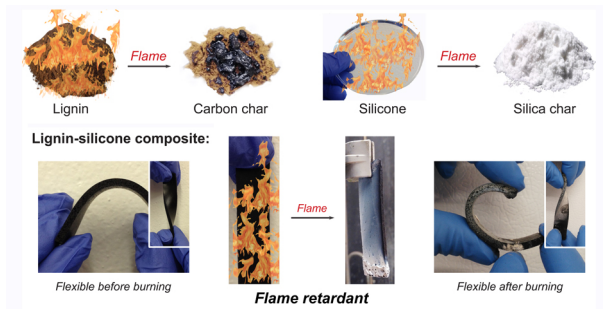 Flame
Flame
Lignin
Carbon char
Silicone
Silica char
Lignin-silicone composite:
Flame
Flexible before burning
Flexible after burning
Flame retardant